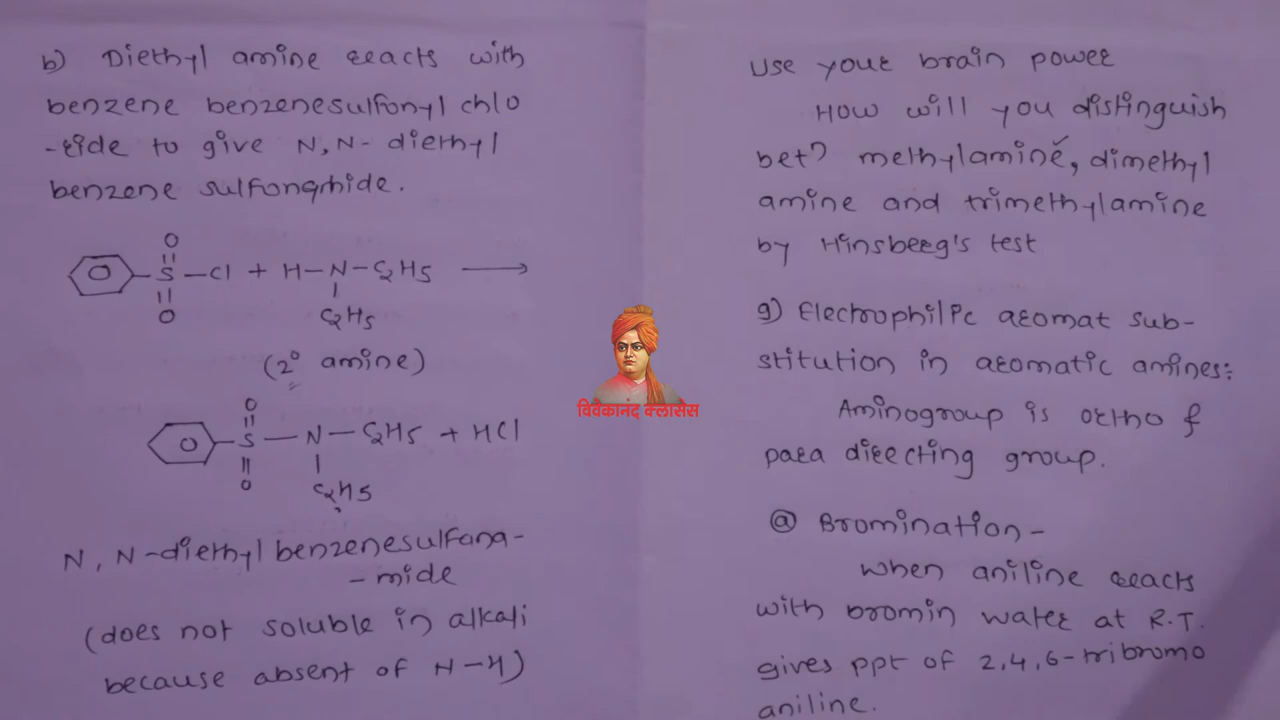 b) Diethyl amine reacts with
benzene benzenesulfonyl chlo
-ride to give N,N- diethyl
benzene sulfonamide.
O
S—Cl + H—N—C2H5 →
O
C2H5
(2° amine)
O
S—N—C2H5 + HCl
O
C2H5
N, N-diethyl benzenesulfona-
-mide
(does not soluble in alkali
because absent of N-H)
Use your brain power
How will you distinguish
betn methylamine, dimethyl
amine and trimethylamine
by Hinsberg's test
g) Electrophilic aromat sub-
stitution in aromatic amines:
Aminogroup is ortho &
para directing group.
ⓐ Bromination-
When aniline reacts
with bromin water at R.T.
gives ppt of 2,4,6-tribromo
aniline.
विवेकानंद क्लासेस